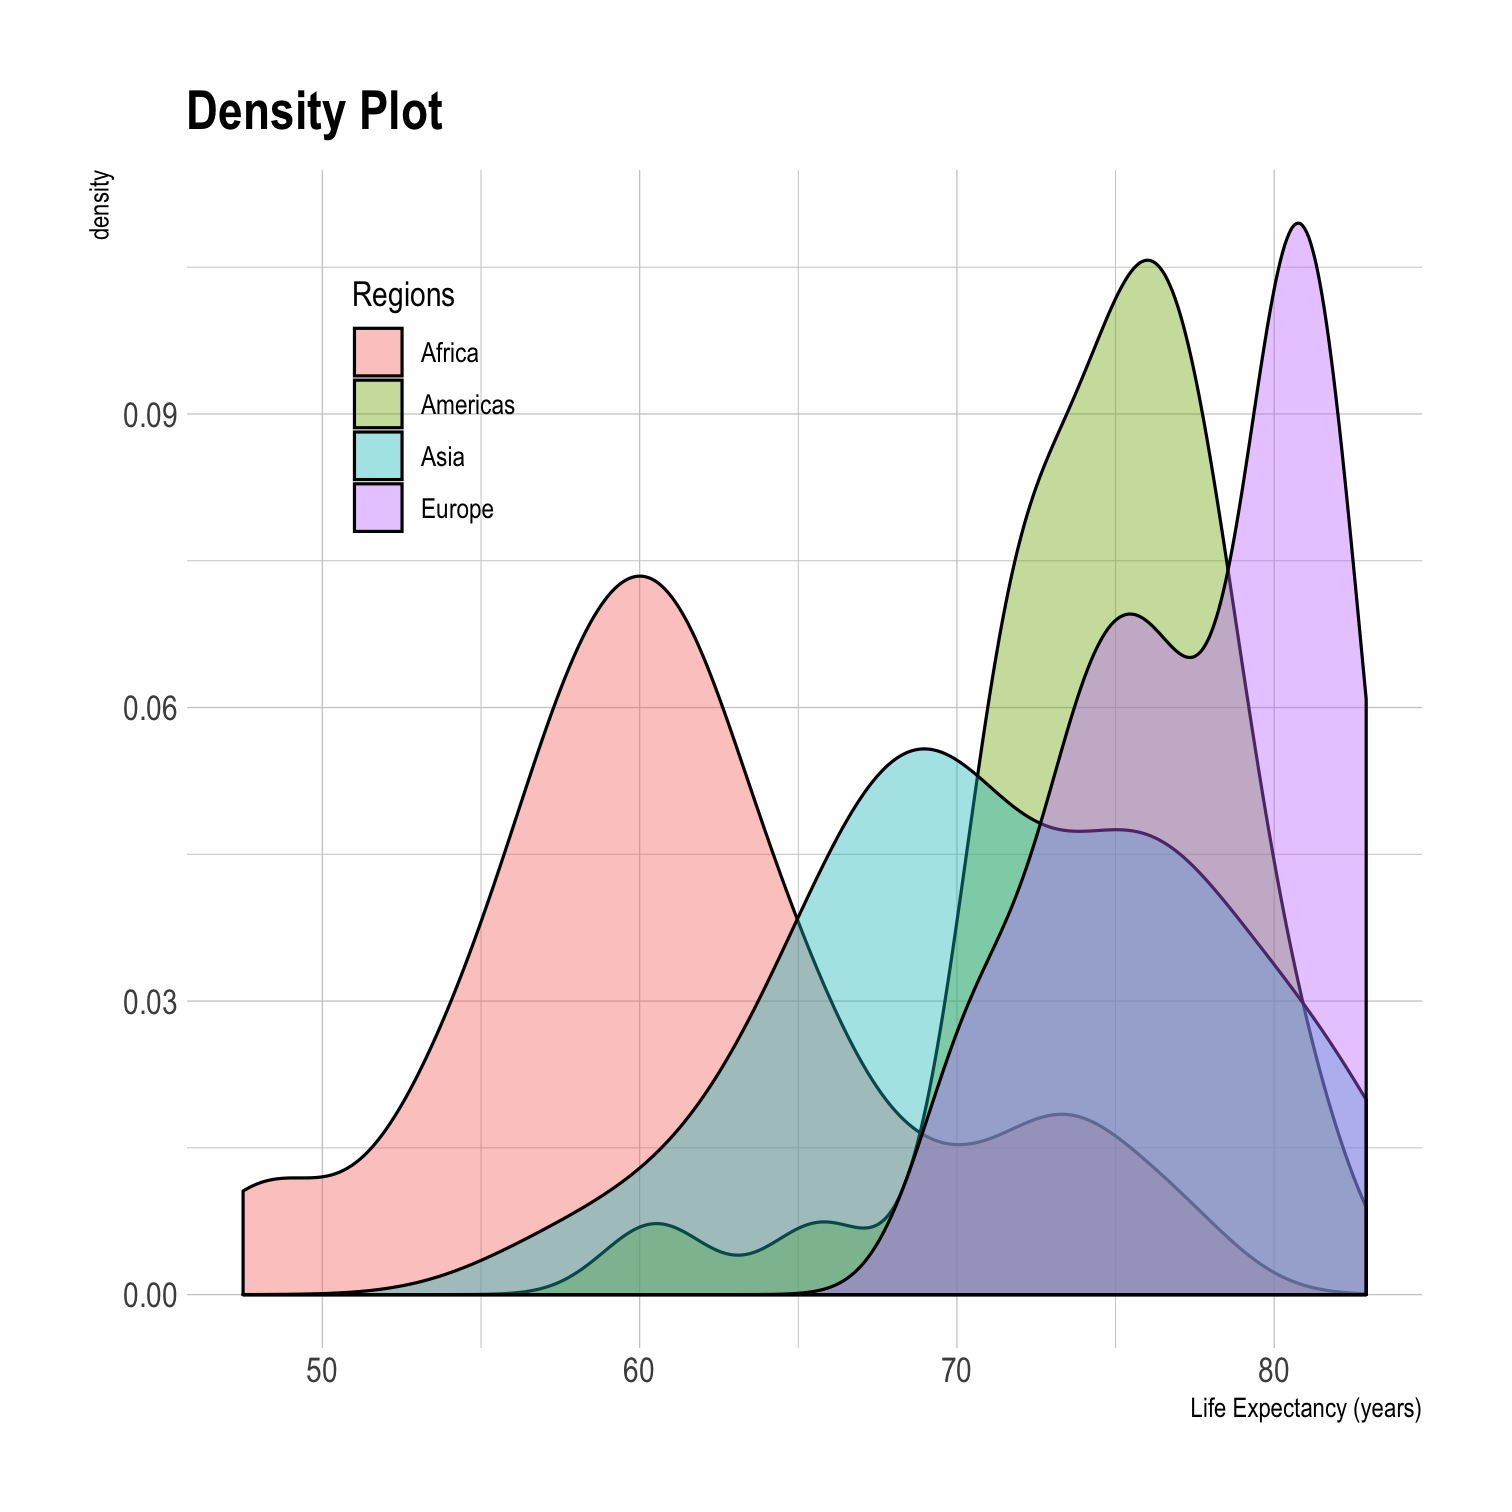 Density Plot
density
Regions
Africa
Americas
Asia
Europe
0.09
0.06
0.03
0.00
50 60 70 80
Life Expectancy (years)